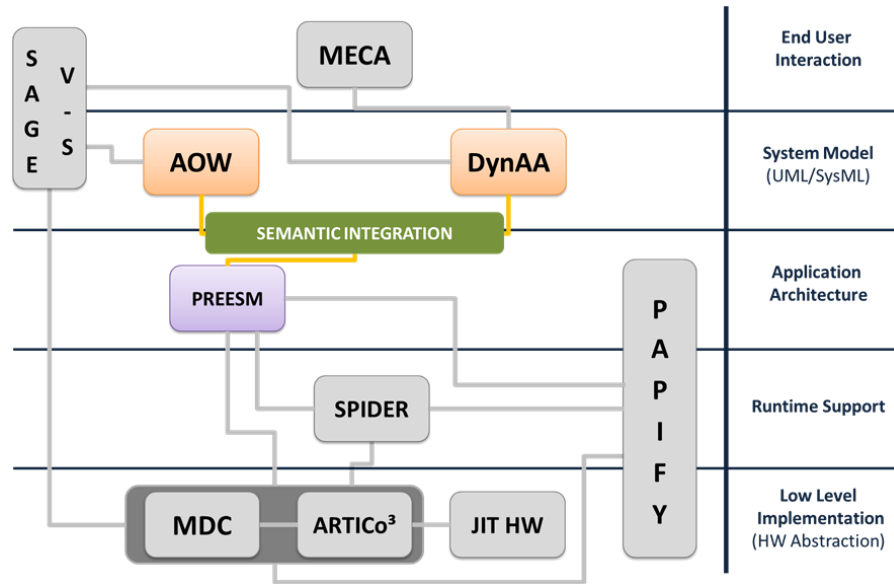 SAGE
V-S
MECA
End User
Interaction
AOW
DynAA
System Model
(UML/SysML)
SEMANTIC INTEGRATION
PREESM
Application
Architecture
PAPIFY
SPIDER
Runtime Support
MDC
ARTICo³
JIT HW
Low Level
Implementation
(HW Abstraction)